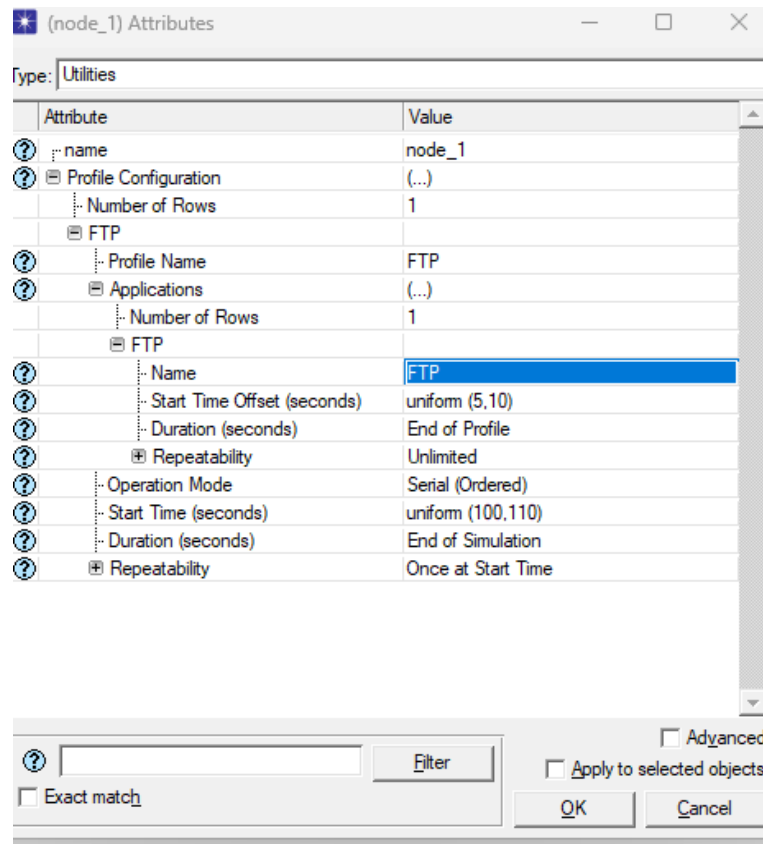 (node_1) Attributes
Type: Utilities
Attribute Value
name node_1
Profile Configuration (...)
Number of Rows 1
FTP
Profile Name FTP
Applications (...)
Number of Rows 1
FTP
Name FTP
Start Time Offset (seconds) uniform (5,10)
Duration (seconds) End of Profile
Repeatability Unlimited
Operation Mode Serial (Ordered)
Start Time (seconds) uniform (100,110)
Duration (seconds) End of Simulation
Repeatability Once at Start Time
Advanced
Filter
Apply to selected objects
Exact match
OK Cancel